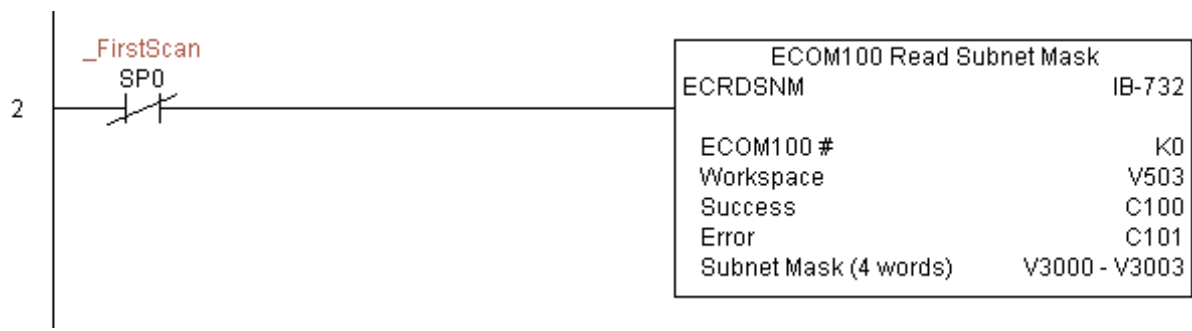 _FirstScan
SP0
2
ECOM100 Read Subnet Mask
ECRDSNM IB-732
ECOM100 # K0
Workspace V503
Success C100
Error C101
Subnet Mask (4 words) V3000 - V3003